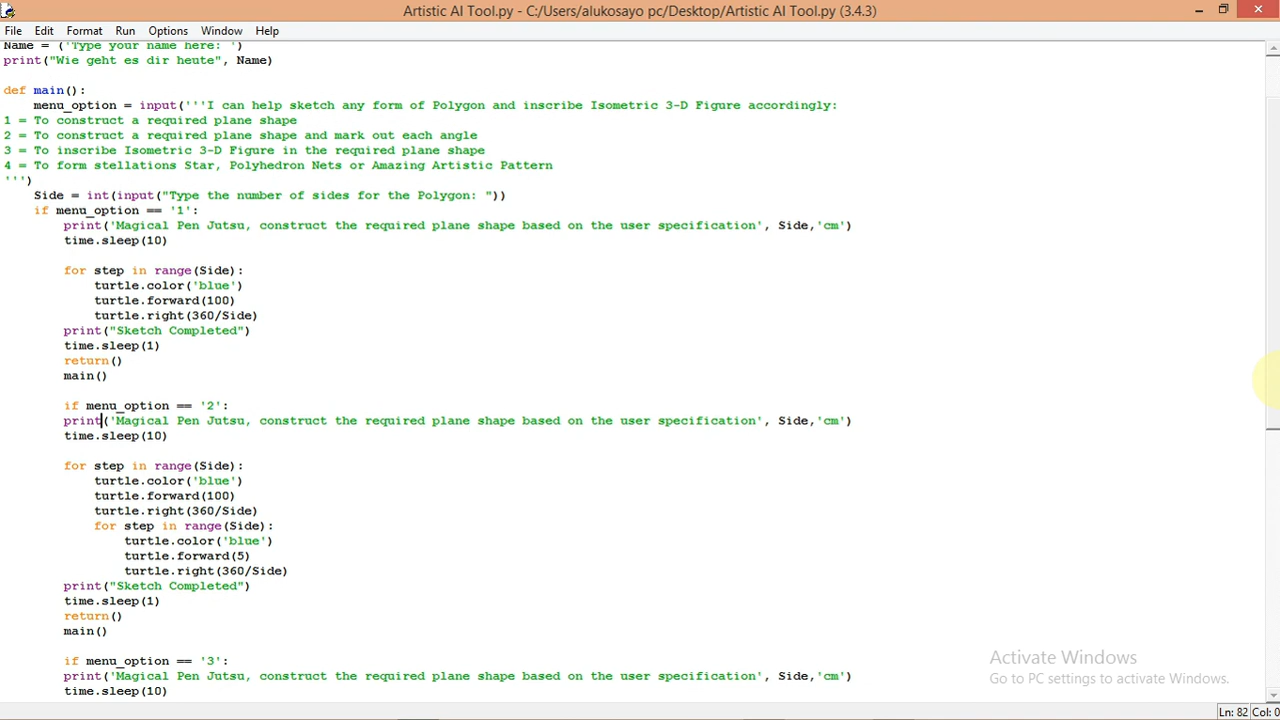 Artistic AI Tool.py - C:/Users/alukosayo pc/Desktop/Artistic AI Tool.py (3.4.3)
File Edit Format Run Options Window Help
Name = ('Type your name here: ')
print("Wie geht es dir heute", Name)
def main():
menu_option = input('''I can help sketch any form of Polygon and inscribe Isometric 3-D Figure accordingly:
1 = To construct a required plane shape
2 = To construct a required plane shape and mark out each angle
3 = To inscribe Isometric 3-D Figure in the required plane shape
4 = To form stellations Star, Polyhedron Nets or Amazing Artistic Pattern
''')
Side = int(input("Type the number of sides for the Polygon: "))
if menu_option == '1':
print('Magical Pen Jutsu, construct the required plane shape based on the user specification', Side,'cm')
time.sleep(10)
for step in range(Side):
turtle.color('blue')
turtle.forward(100)
turtle.right(360/Side)
print("Sketch Completed")
time.sleep(1)
return()
main()
if menu_option == '2':
print('Magical Pen Jutsu, construct the required plane shape based on the user specification', Side,'cm')
time.sleep(10)
for step in range(Side):
turtle.color('blue')
turtle.forward(100)
turtle.right(360/Side)
for step in range(Side):
turtle.color('blue')
turtle.forward(5)
turtle.right(360/Side)
print("Sketch Completed")
time.sleep(1)
return()
main()
if menu_option == '3':
print('Magical Pen Jutsu, construct the required plane shape based on the user specification', Side,'cm')
time.sleep(10)
Activate Windows
Go to PC settings to activate Windows.
Ln: 82 Col: 0